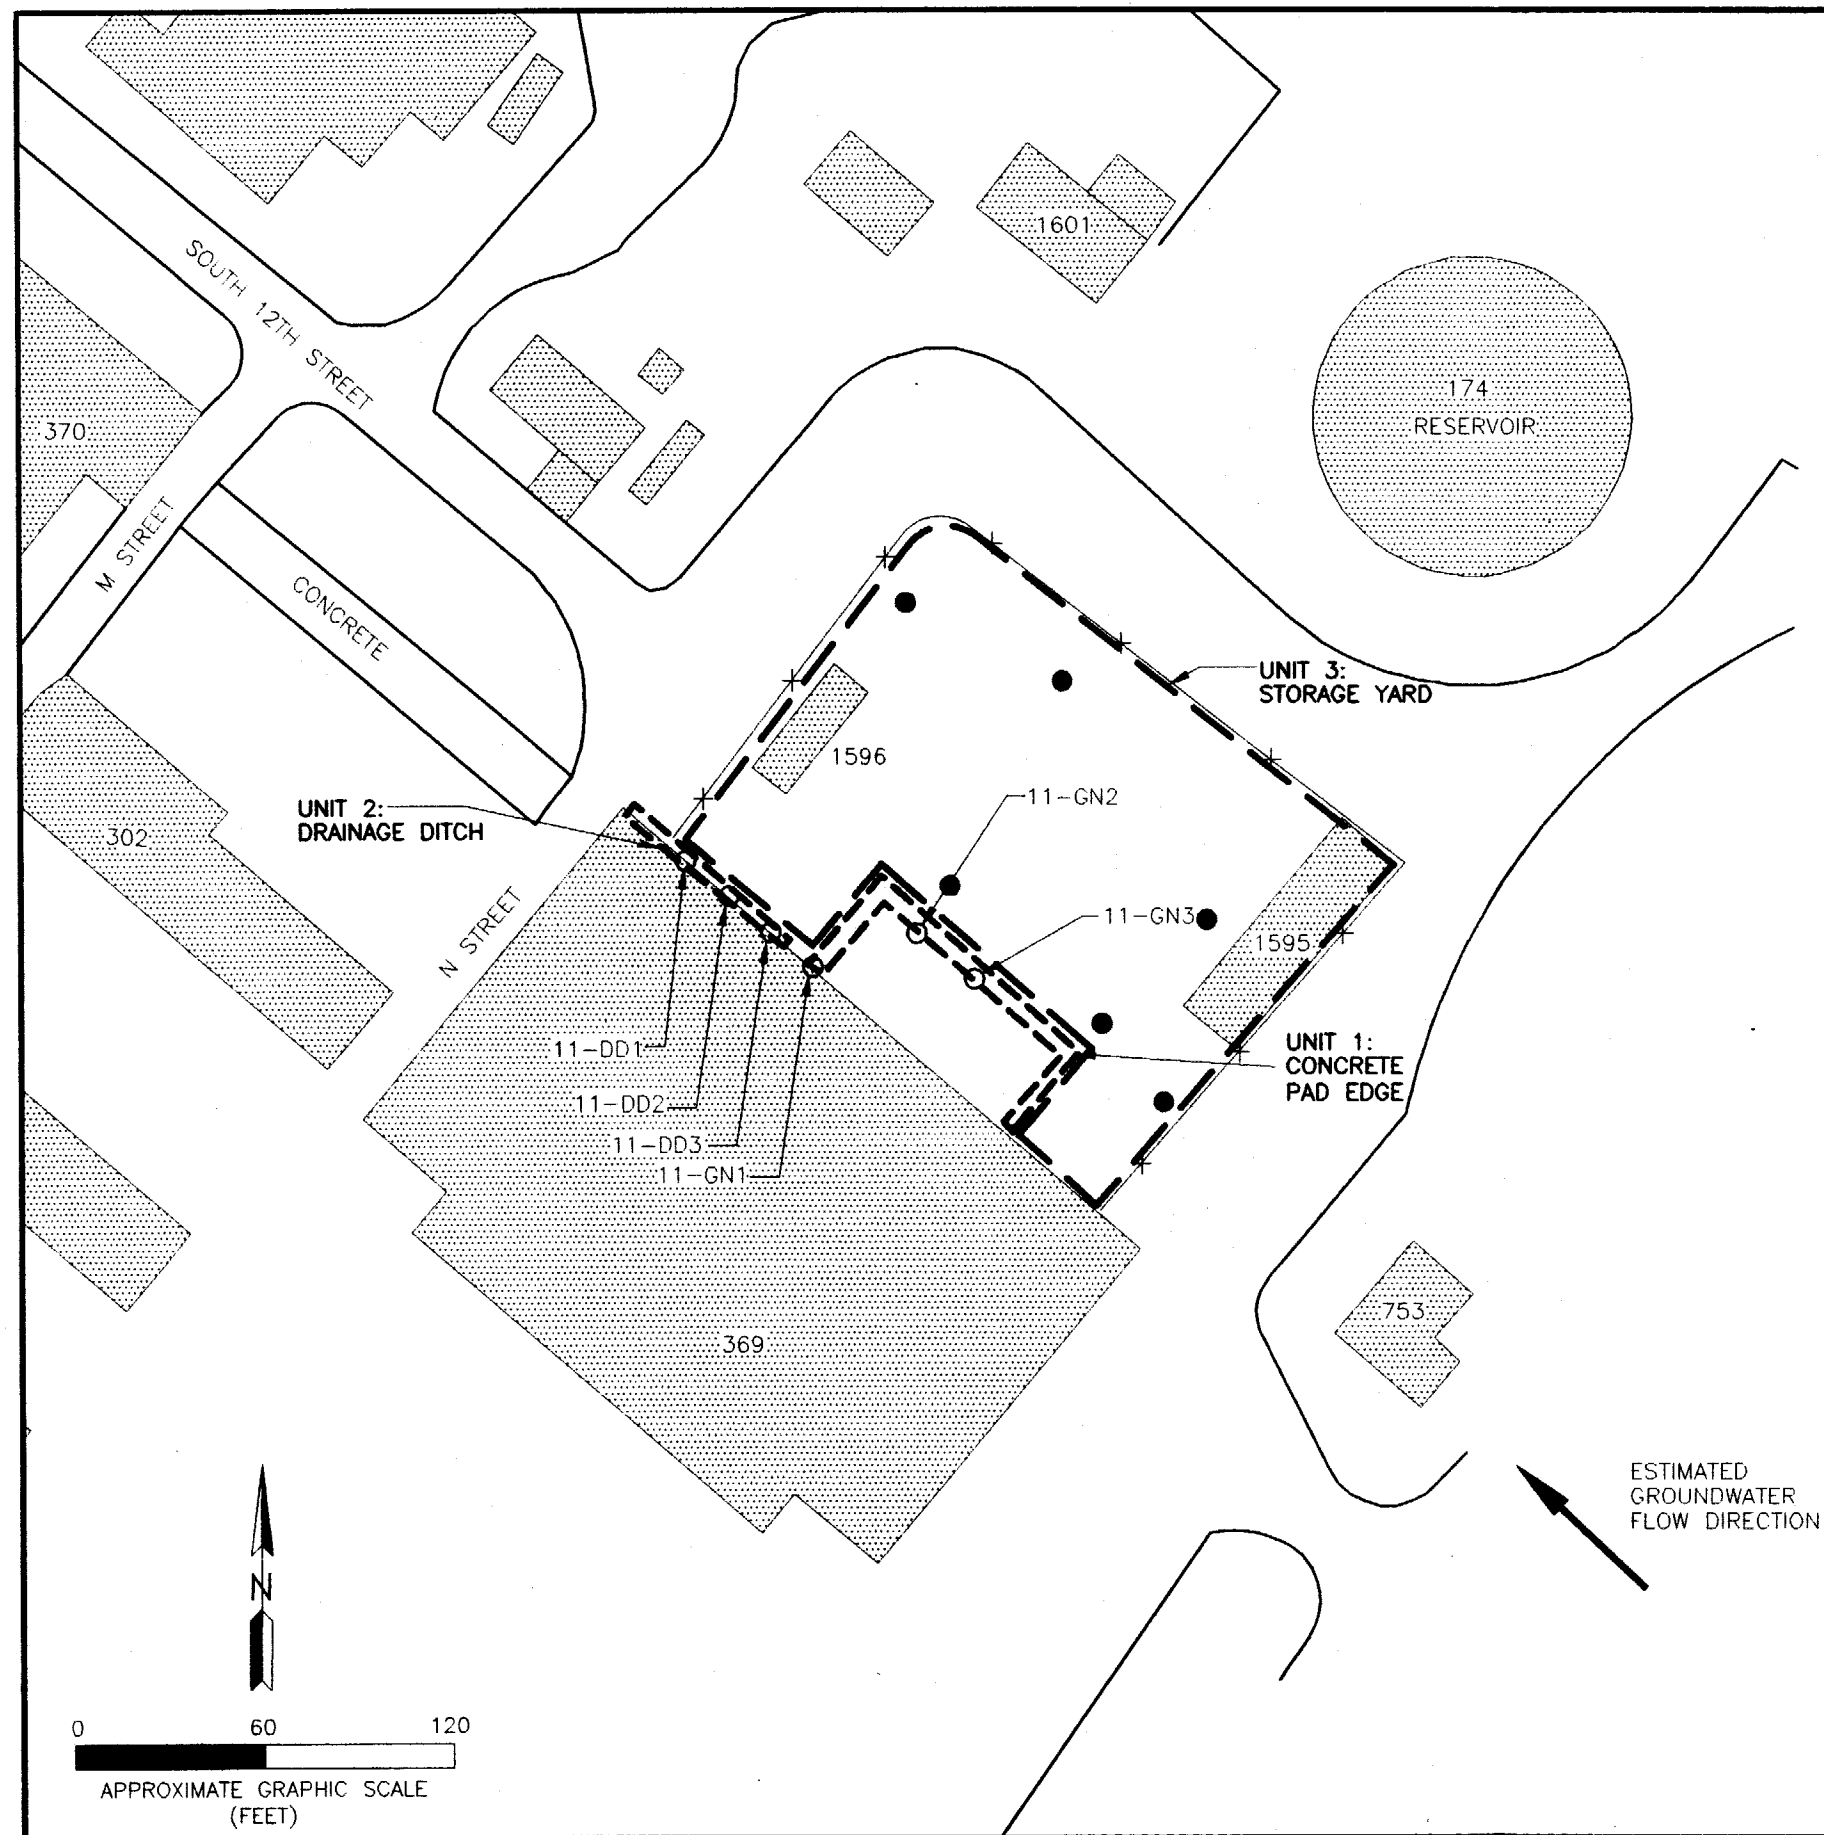 1601
SOUTH 12TH STREET
174
RESERVOIR
370
M STREET
CONCRETE
UNIT 3:
STORAGE YARD
1596
11-GN2
UNIT 2:
DRAINAGE DITCH
302
11-GN3
N STREET
1595
11-DD1
UNIT 1:
CONCRETE
PAD EDGE
11-DD2
11-DD3
11-GN1
753
369
ESTIMATED
GROUNDWATER
FLOW DIRECTION
N
0 60 120
APPROXIMATE GRAPHIC SCALE
(FEET)